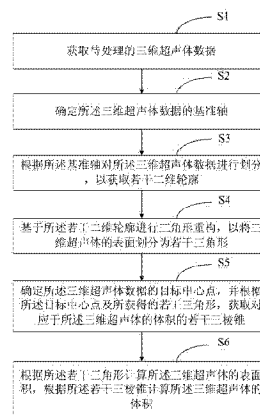 S1
获取待处理的三维超声体数据
S2
确定所述三维超声体数据的基准轴
S3
根据所述基准轴对所述三维超声体数据进行划分
，以获取若干二维轮廓
S4
基于所述若干二维轮廓进行三角形重构，以将三
维超声体的表面划分为若干三角形
S5
确定所述三维超声体数据的目标中心点，并根据
所述目标中心点及所获得的若干三角形，获取对
应于所述三维超声体的体积的若干三棱锥
S6
根据所述若干三角形计算所述三维超声体的表面
积，根据所述若干三棱锥计算所述三维超声体的
体积